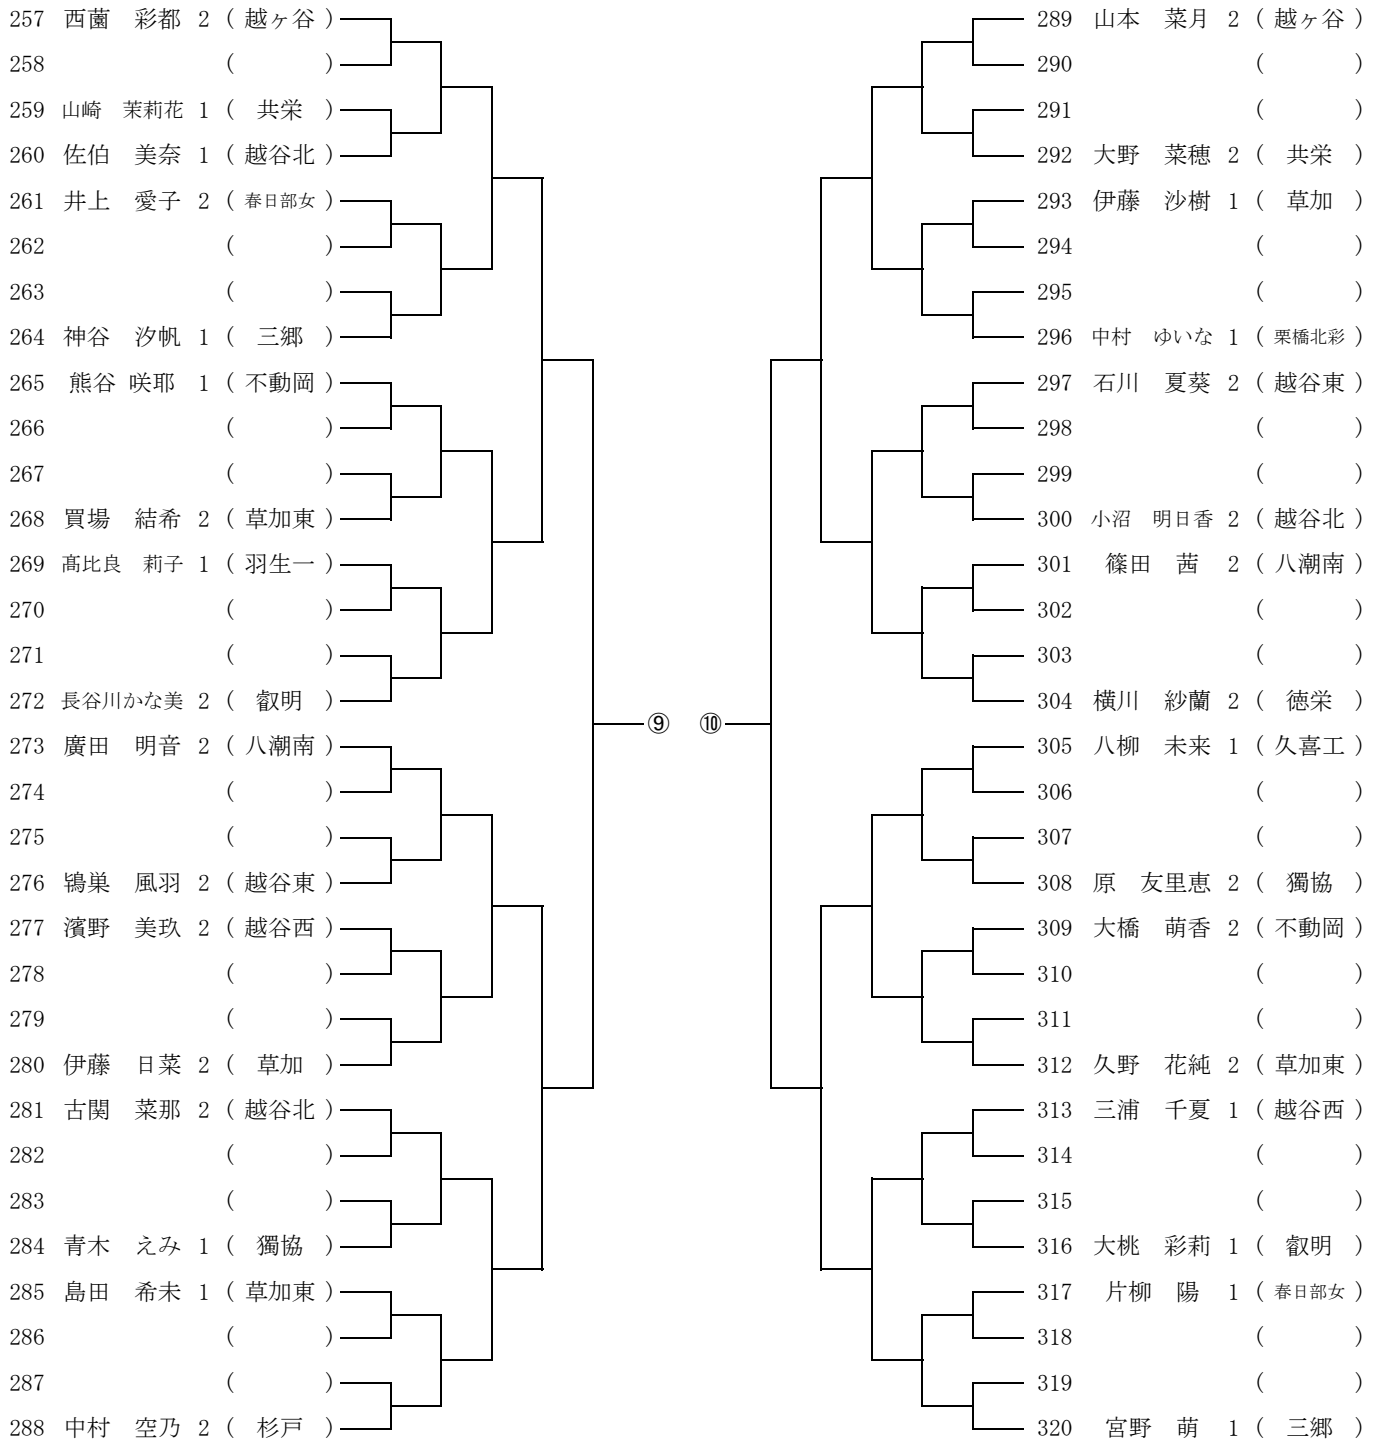 257 西薗 彩都 2 ( 越ヶ谷 )
258 ( )
259 山崎 茉莉花 1 ( 共栄 )
260 佐伯 美奈 1 ( 越谷北 )
261 井上 愛子 2 ( 春日部女 )
262 ( )
263 ( )
264 神谷 汐帆 1 ( 三郷 )
265 熊谷 咲耶 1 ( 不動岡 )
266 ( )
267 ( )
268 買場 結希 2 ( 草加東 )
269 髙比良 莉子 1 ( 羽生一 )
270 ( )
271 ( )
272 長谷川かな美 2 ( 叡明 )
273 廣田 明音 2 ( 八潮南 )
274 ( )
275 ( )
276 鴇巣 風羽 2 ( 越谷東 )
277 濱野 美玖 2 ( 越谷西 )
278 ( )
279 ( )
280 伊藤 日菜 2 ( 草加 )
281 古関 菜那 2 ( 越谷北 )
282 ( )
283 ( )
284 青木 えみ 1 ( 獨協 )
285 島田 希未 1 ( 草加東 )
286 ( )
287 ( )
288 中村 空乃 2 ( 杉戸 )
⑨ ⑩
289 山本 菜月 2 ( 越ヶ谷 )
290 ( )
291 ( )
292 大野 菜穂 2 ( 共栄 )
293 伊藤 沙樹 1 ( 草加 )
294 ( )
295 ( )
296 中村 ゆいな 1 ( 栗橋北彩 )
297 石川 夏葵 2 ( 越谷東 )
298 ( )
299 ( )
300 小沼 明日香 2 ( 越谷北 )
301 篠田 茜 2 ( 八潮南 )
302 ( )
303 ( )
304 横川 紗蘭 2 ( 徳栄 )
305 八柳 未来 1 ( 久喜工 )
306 ( )
307 ( )
308 原 友里恵 2 ( 獨協 )
309 大橋 萌香 2 ( 不動岡 )
310 ( )
311 ( )
312 久野 花純 2 ( 草加東 )
313 三浦 千夏 1 ( 越谷西 )
314 ( )
315 ( )
316 大桃 彩莉 1 ( 叡明 )
317 片柳 陽 1 ( 春日部女 )
318 ( )
319 ( )
320 宮野 萌 1 ( 三郷 )